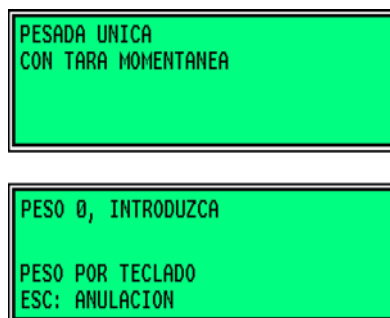 PESADA UNICA
CON TARA MOMENTANEA
PESO 0, INTRODUZCA
PESO POR TECLADO
ESC: ANULACION